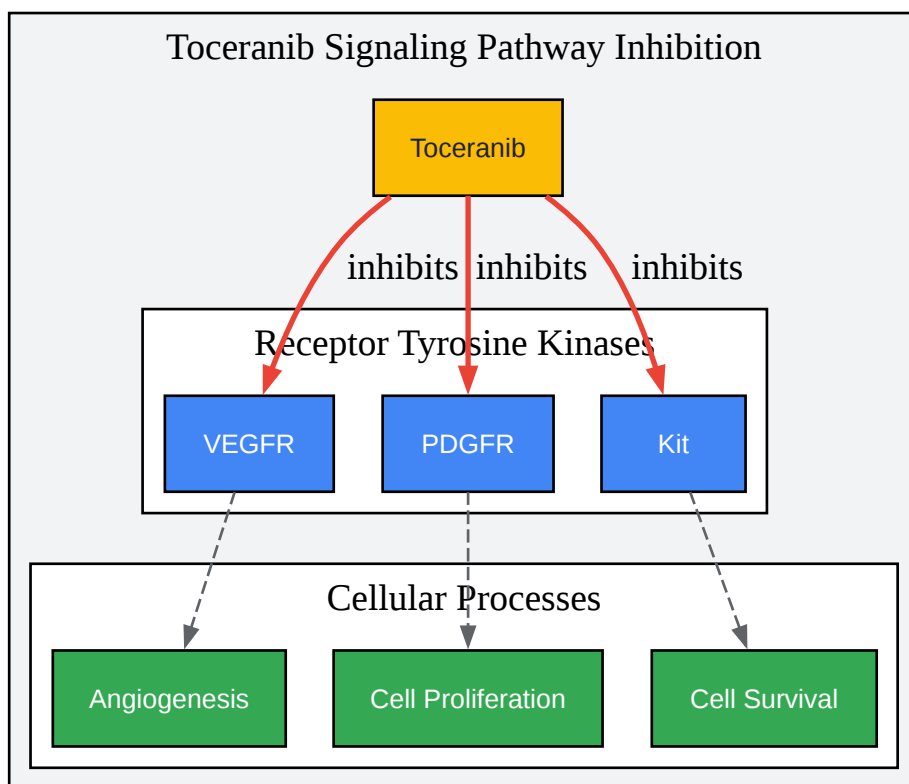 Toceranib Signaling Pathway Inhibition
Toceranib
inhibits inhibits inhibits
Receptor Tyrosine Kinases
VEGFR PDGFR Kit
Cellular Processes
Angiogenesis Cell Proliferation Cell Survival